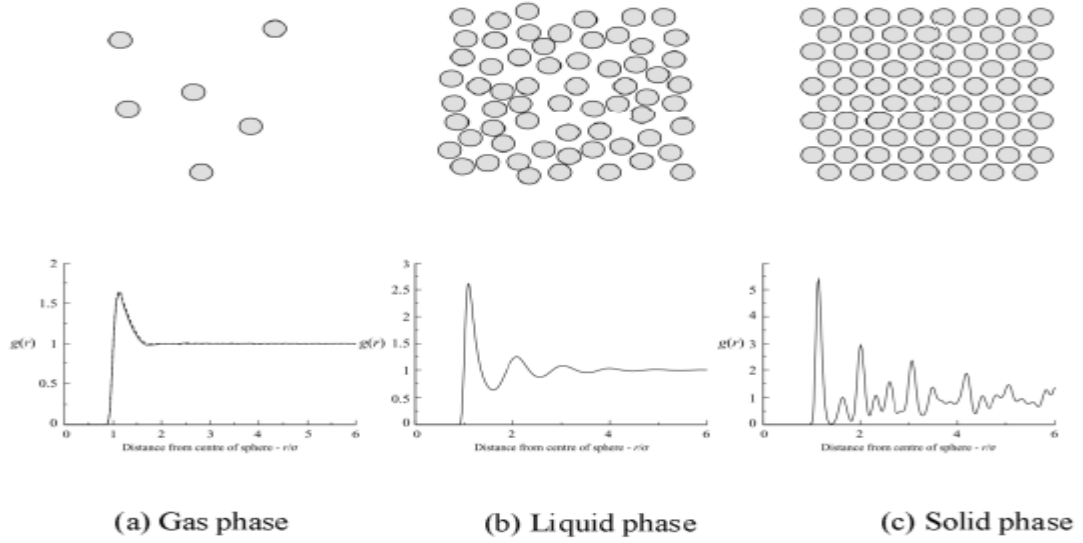 2
1.5
g(r) 1
0.5
0
0 1 2 3 4 5 6
Distance from centre of sphere - r/σ
3
2.5
2
1.5
g(r) 1
0.5
0
0 2 4 6
Distance from centre of sphere - r/σ
5
4
g(r) 3
2
1
0
0 2 4 6
Distance from centre of sphere - r/σ
(a) Gas phase
(b) Liquid phase
(c) Solid phase